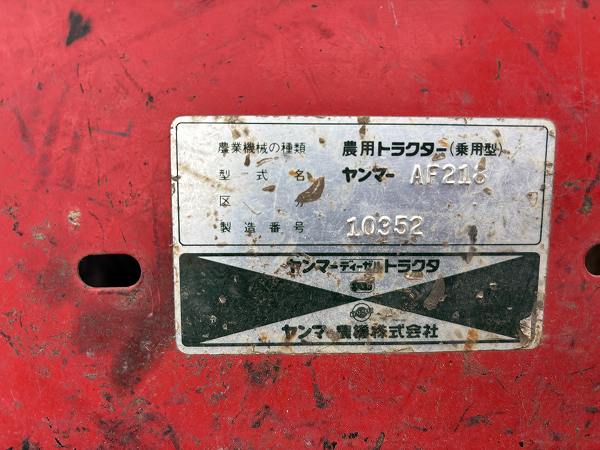 農業機械の種類 農用トラクター(乗用型)
型式名 ヤンマー AF218
区分
製造番号 10352
ヤンマーディーゼルトラクタ
ヤンマー農機株式会社